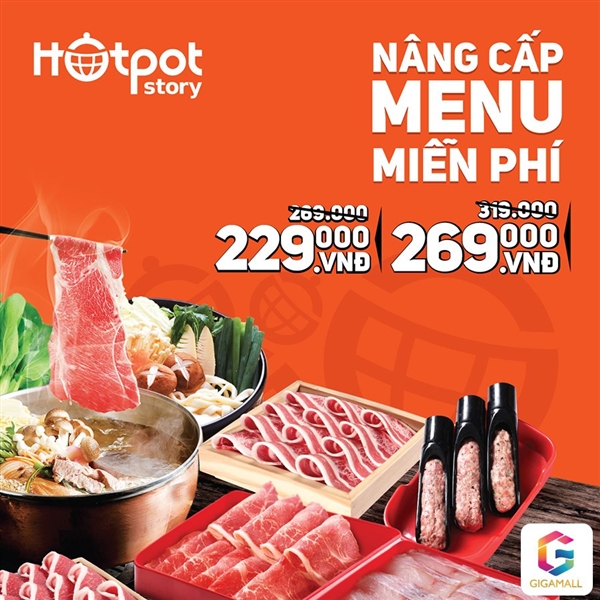 Hotpot
story
NÂNG CẤP
MENU
MIỄN PHÍ
269.000
229.000.VNĐ
319.000
269.000.VNĐ
GIGAMALL